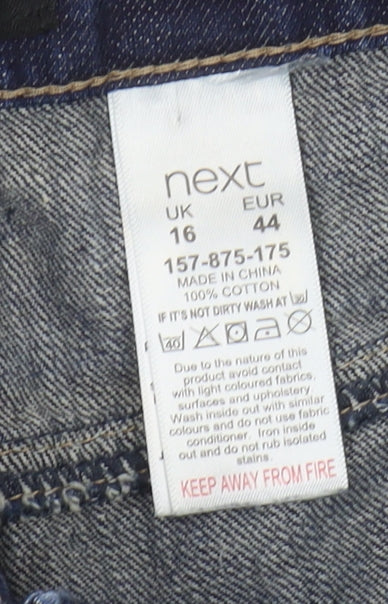 next
UK EUR
16 44
157-875-175
MADE IN CHINA
100% COTTON
IF IT'S NOT DIRTY WASH AT 30
40
Due to the nature of this
product avoid contact
with light coloured fabrics,
surfaces and upholstery.
Wash inside out with similar
colours and do not use fabric
conditioner. Iron inside
out and do not rub isolated
stains.
KEEP AWAY FROM FIRE